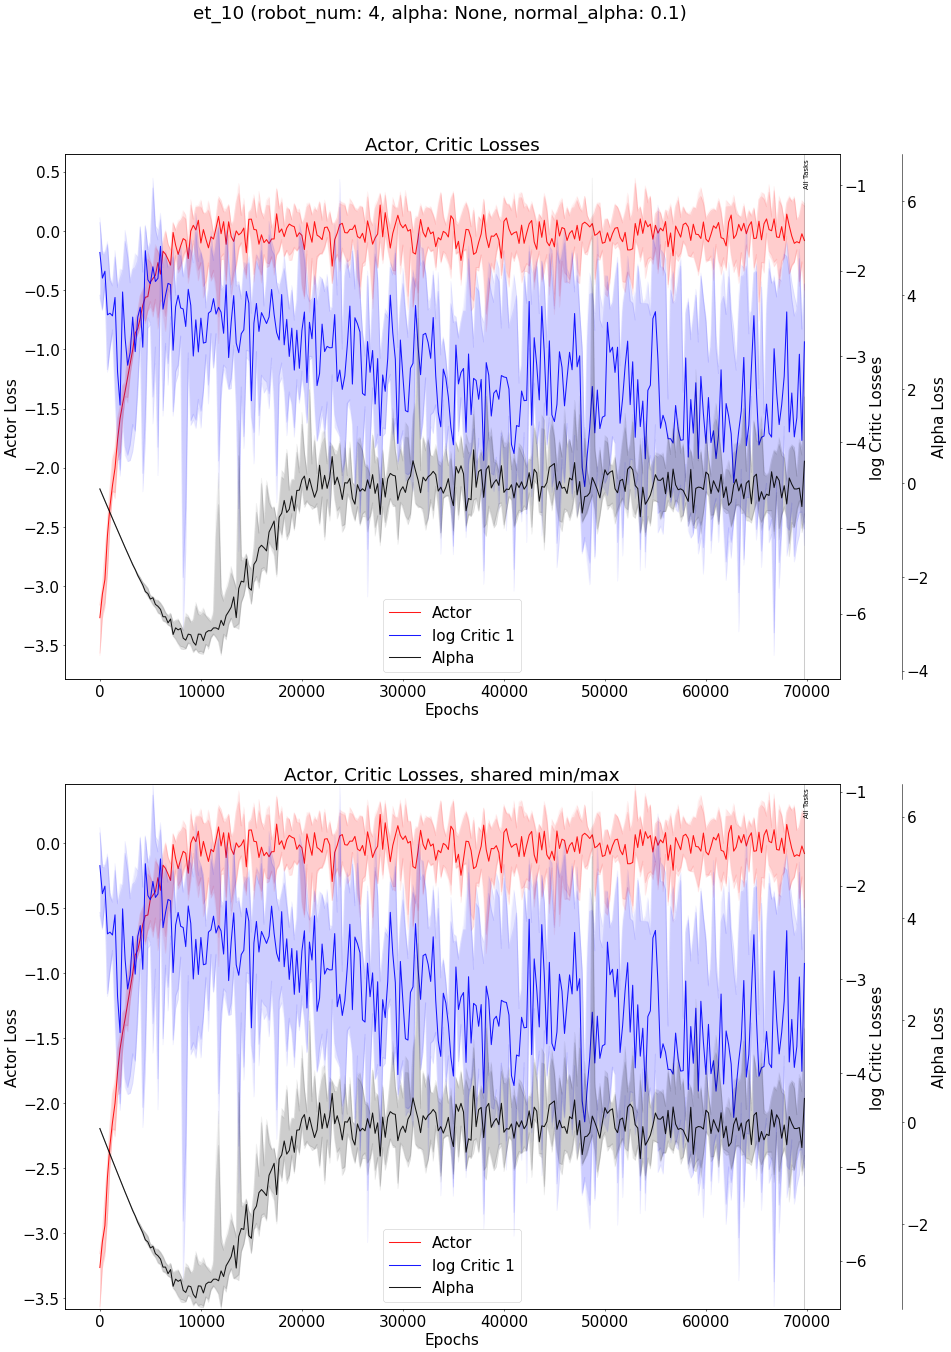 et_10 (robot_num: 4, alpha: None, normal_alpha: 0.1)
Actor, Critic Losses
All Tasks
0.5
0.0
−0.5
−1.0
−1.5
−2.0
−2.5
−3.0
−3.5
Actor Loss
−1
−2
−3
−4
−5
−6
log Critic Losses
6
4
2
0
−2
−4
Alpha Loss
Actor
log Critic 1
Alpha
0 10000 20000 30000 40000 50000 60000 70000
Epochs
Actor, Critic Losses, shared min/max
All Tasks
0.0
−0.5
−1.0
−1.5
−2.0
−2.5
−3.0
−3.5
Actor Loss
−1
−2
−3
−4
−5
−6
log Critic Losses
6
4
2
0
−2
Alpha Loss
Actor
log Critic 1
Alpha
0 10000 20000 30000 40000 50000 60000 70000
Epochs